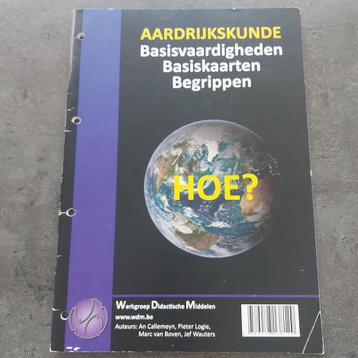 AARDRIJKSKUNDE
Basisvaardigheden
Basiskaarten
Begrippen
HOE?
Werkgroep Didactische Middelen
www.wdm.be
Auteurs: An Callemeyn, Pieter Logie,
Marc van Boven, Jef Wauters